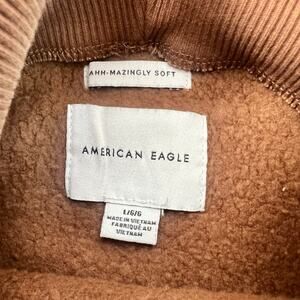 AHH-MAZINGLY SOFT
AMERICAN EAGLE
L/G/G
MADE IN VIETNAM
FABRIQUÉ AU
VIETNAM